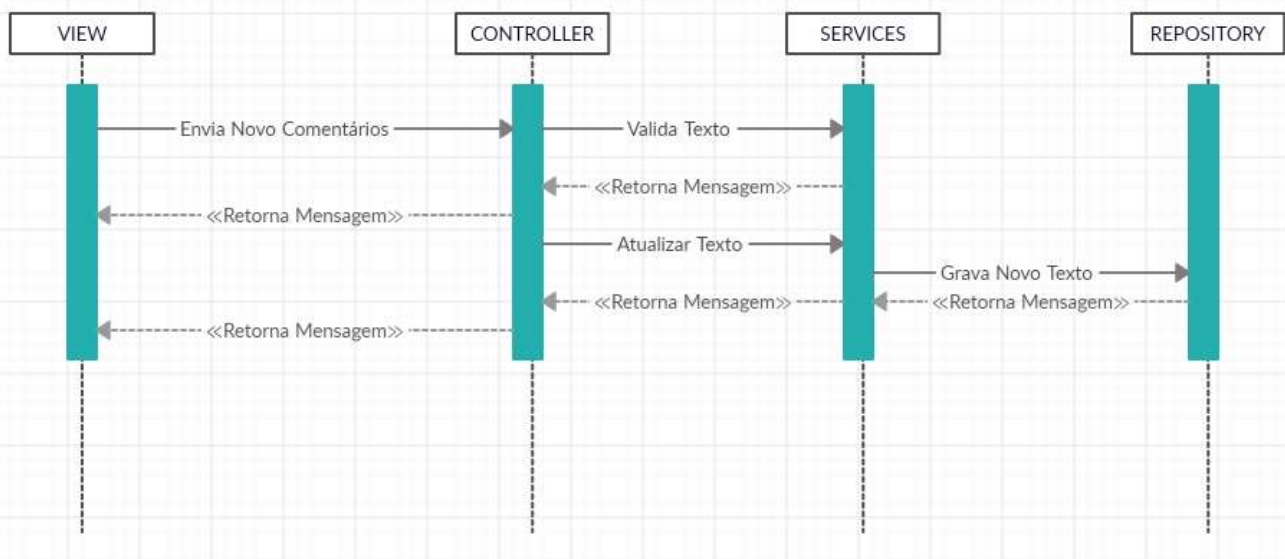 VIEW
CONTROLLER
SERVICES
REPOSITORY
Envia Novo Comentários
Valida Texto
≪Retorna Mensagem≫
≪Retorna Mensagem≫
Atualizar Texto
Grava Novo Texto
≪Retorna Mensagem≫
≪Retorna Mensagem≫
≪Retorna Mensagem≫